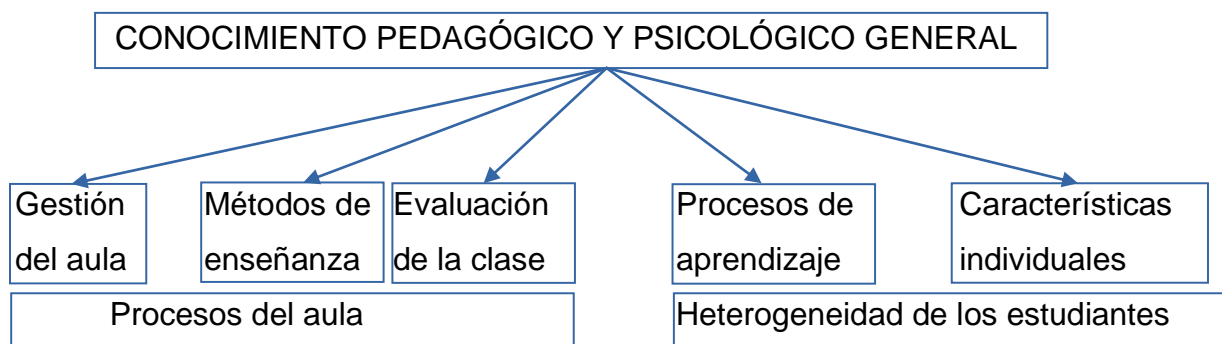 CONOCIMIENTO PEDAGÓGICO Y PSICOLÓGICO GENERAL
Gestión
del aula
Métodos de
enseñanza
Evaluación
de la clase
Procesos de
aprendizaje
Características
individuales
Procesos del aula
Heterogeneidad de los estudiantes